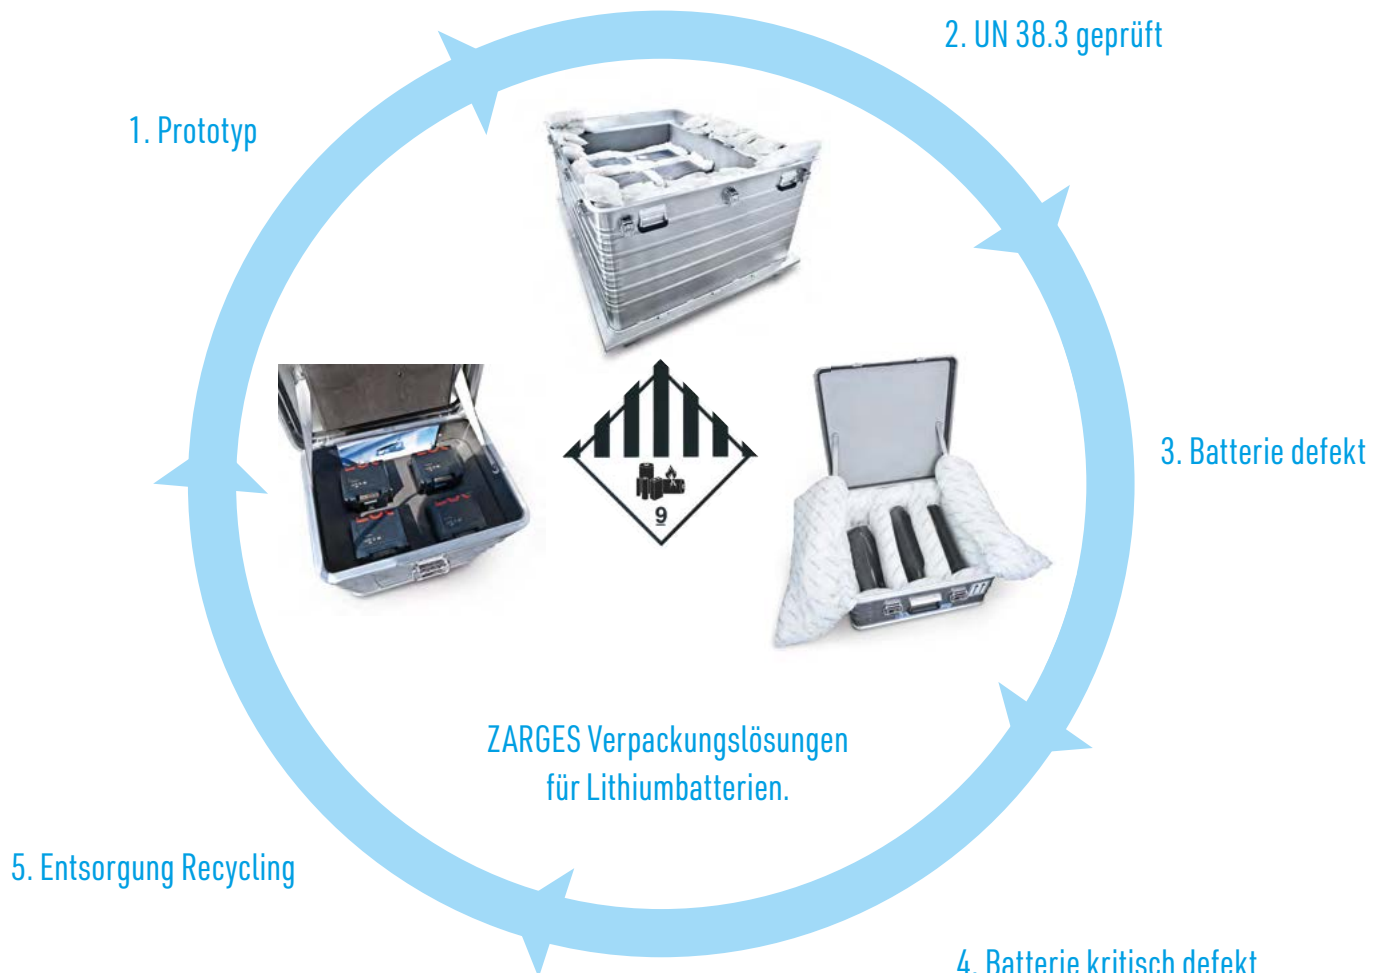 2. UN 38.3 geprüft
1. Prototyp
9
3. Batterie defekt
ZARGES Verpackungslösungen
für Lithiumbatterien.
5. Entsorgung Recycling
4. Batterie kritisch defekt